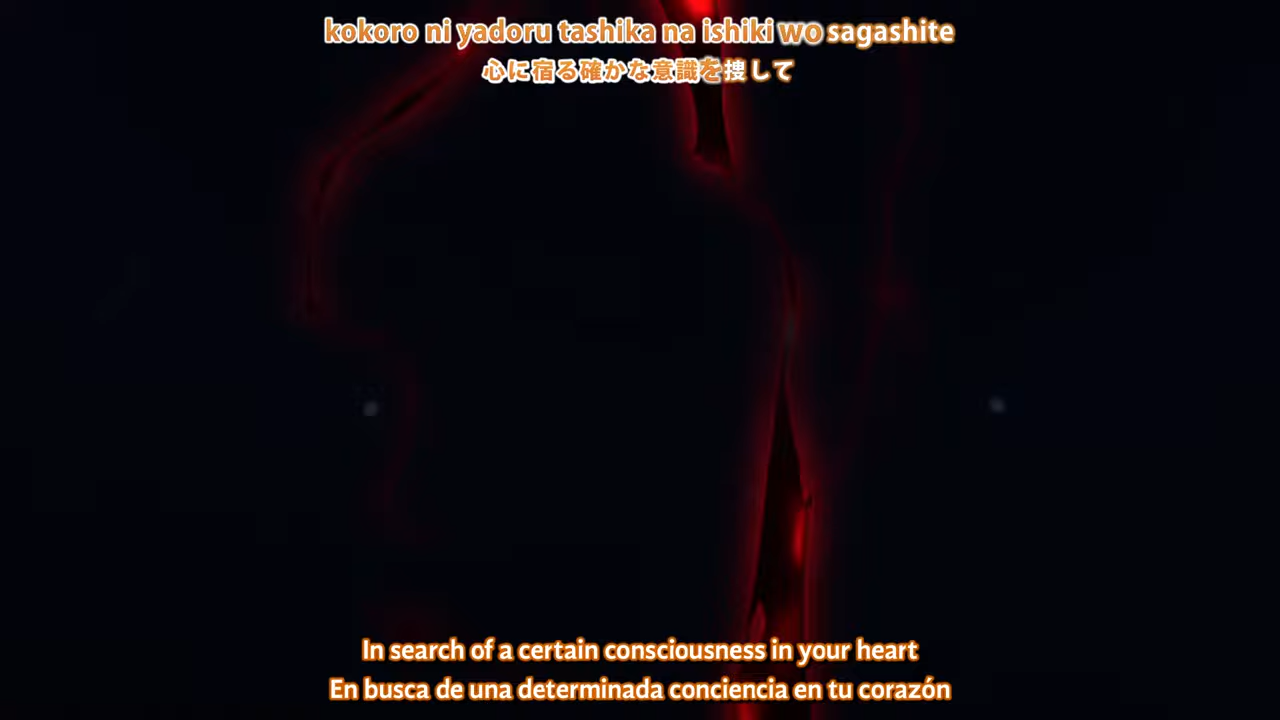 kokoro ni yadoru tashika na ishiki wo sagashite
心に宿る確かな意識を捜して
In search of a certain consciousness in your heart
En busca de una determinada conciencia en tu corazón